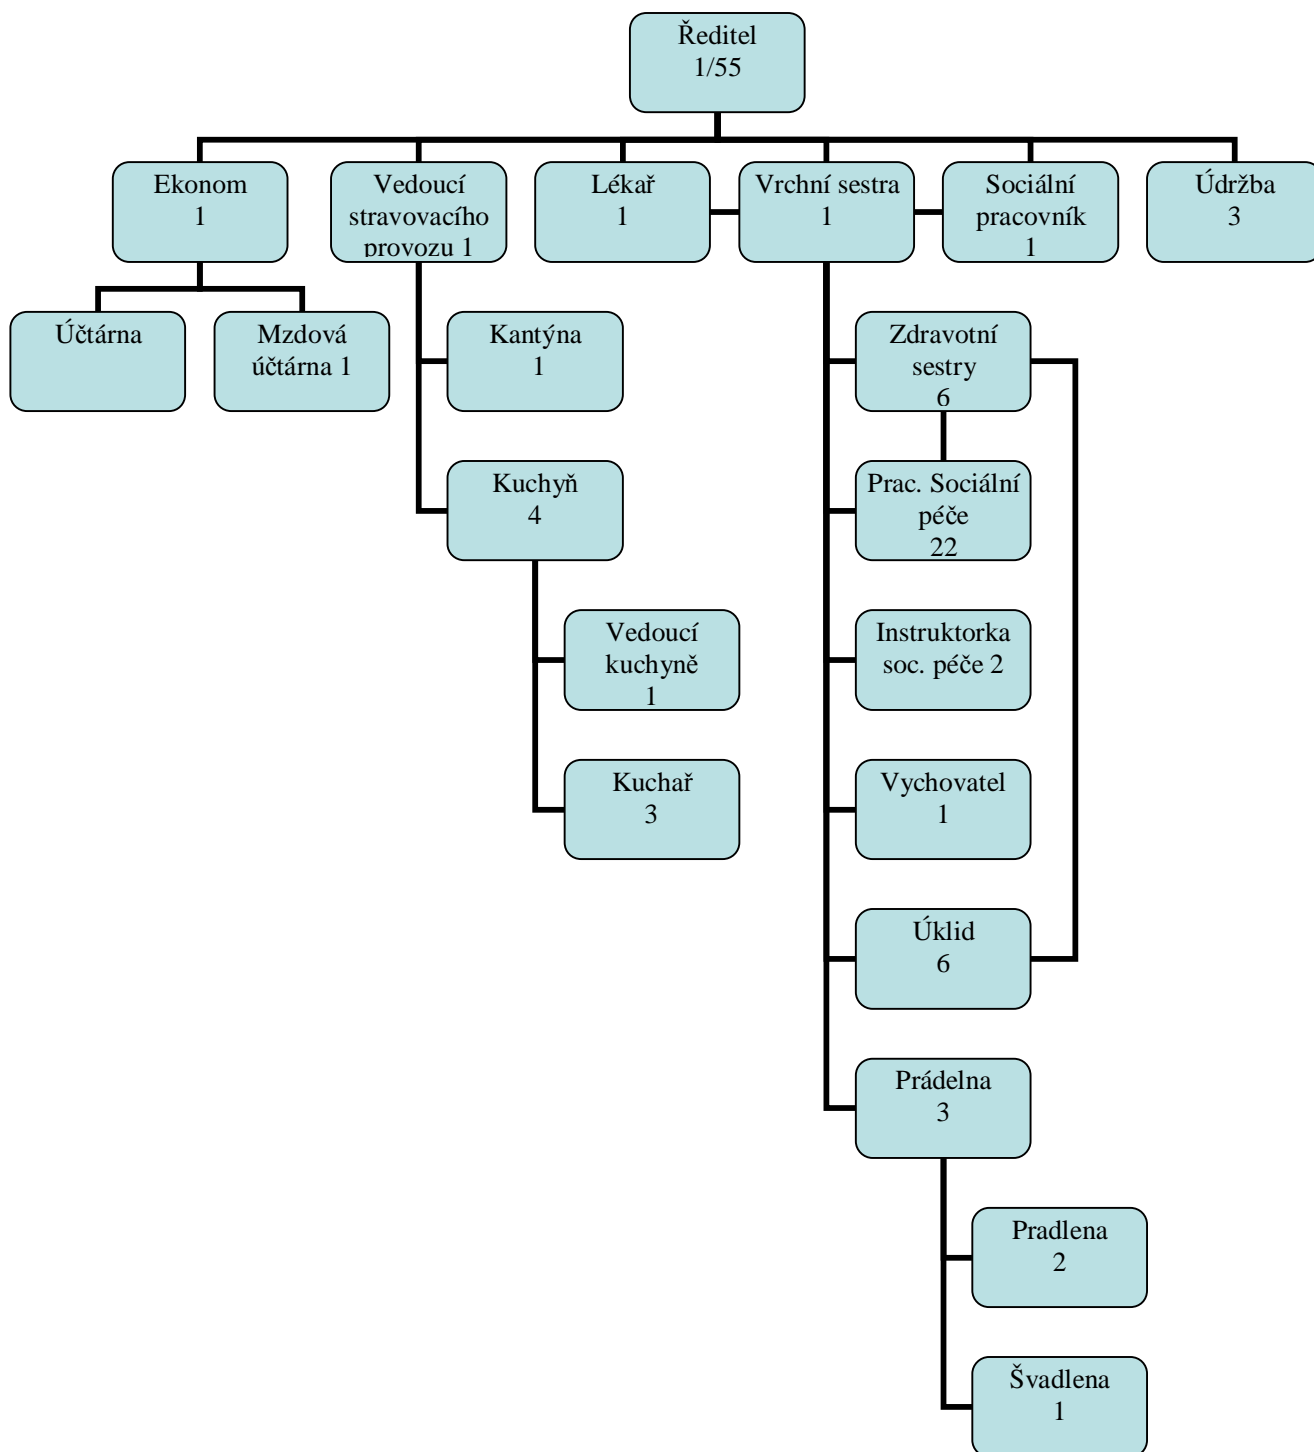 Ředitel
1/55
Ekonom
1
Vedoucí
stravovacího
provozu 1
Lékař
1
Vrchní sestra
1
Sociální
pracovník
1
Údržba
3
Účtárna
Mzdová
účtárna 1
Kantýna
1
Zdravotní
sestry
6
Kuchyň
4
Prac. Sociální
péče
22
Vedoucí
kuchyně
1
Instruktorka
soc. péče 2
Kuchař
3
Vychovatel
1
Úklid
6
Prádelna
3
Pradlena
2
Švadlena
1